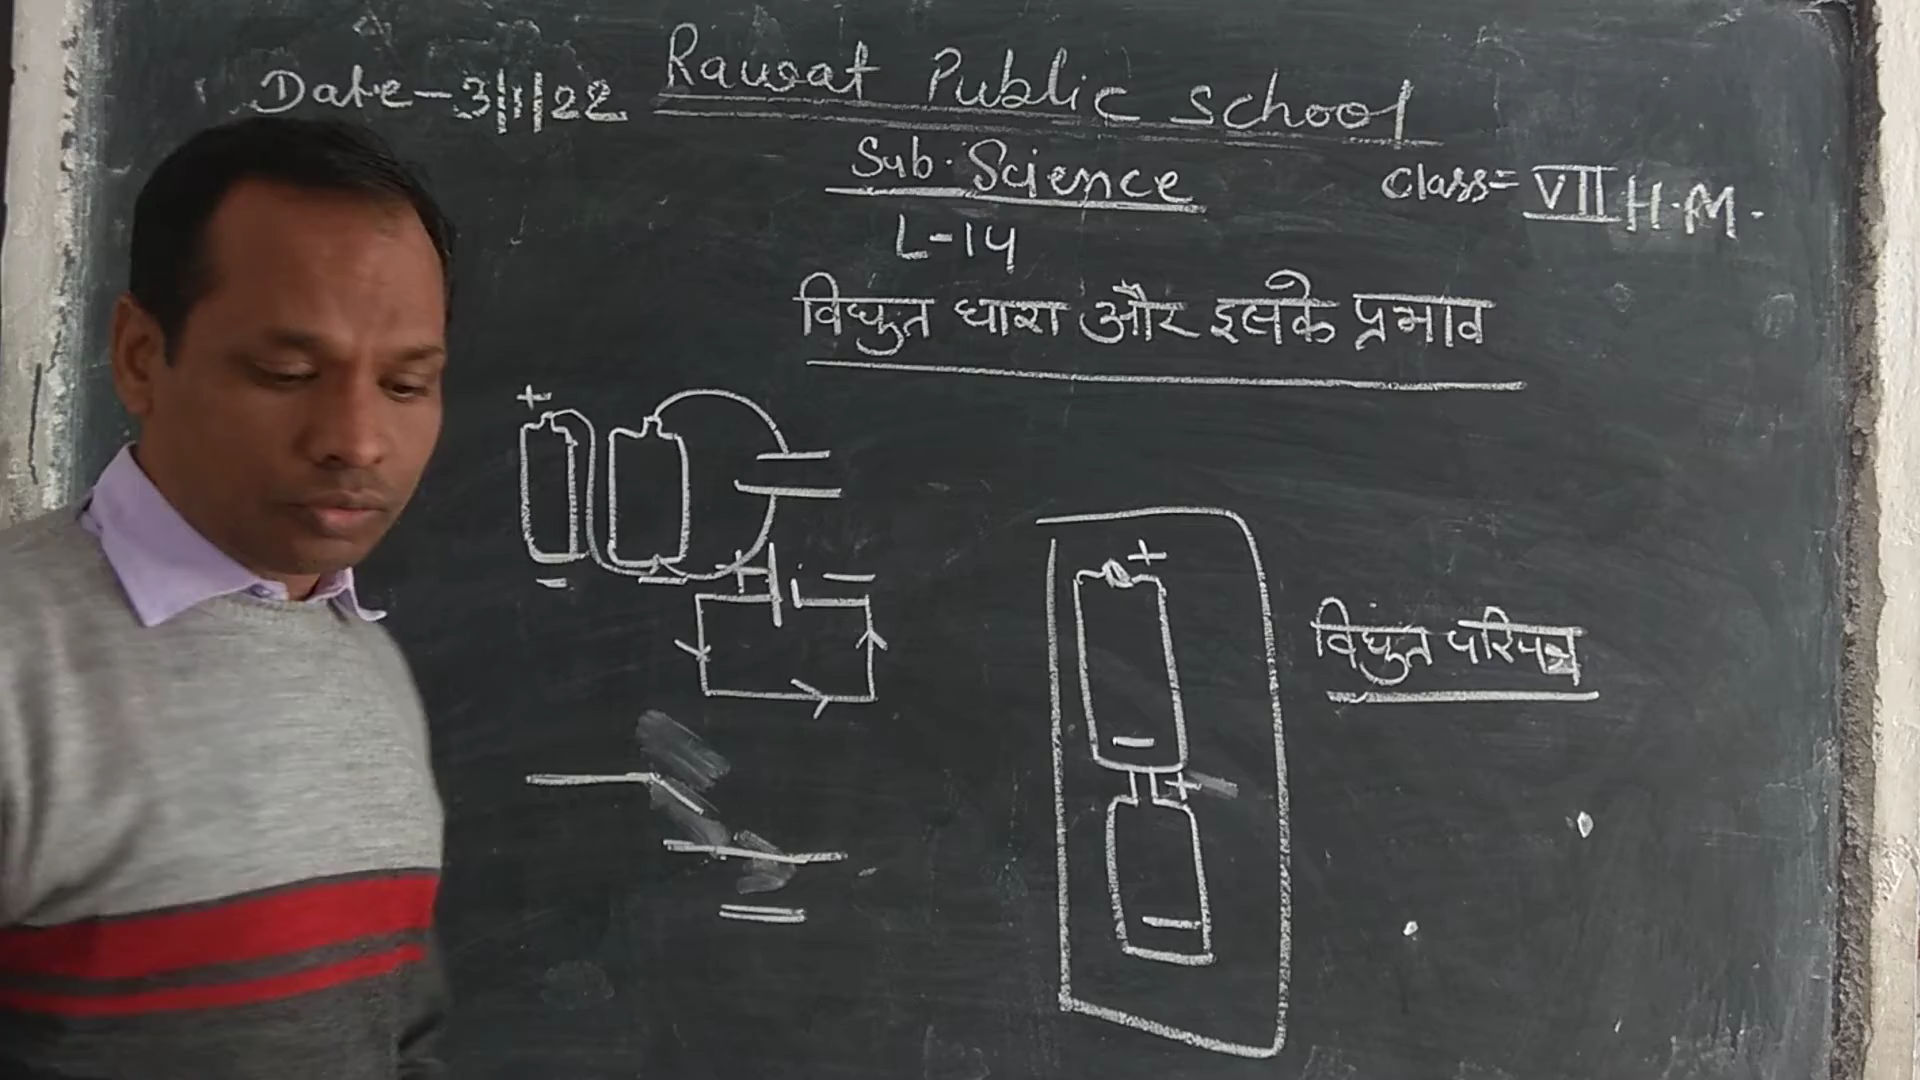 Date-3|1|22
Rawat Public School
Sub. Science
Class= VII H.M.
L-14
विद्युत धारा और इसके प्रभाव
+
-
-
+
-
+
-
+
-
विद्युत परिपथ